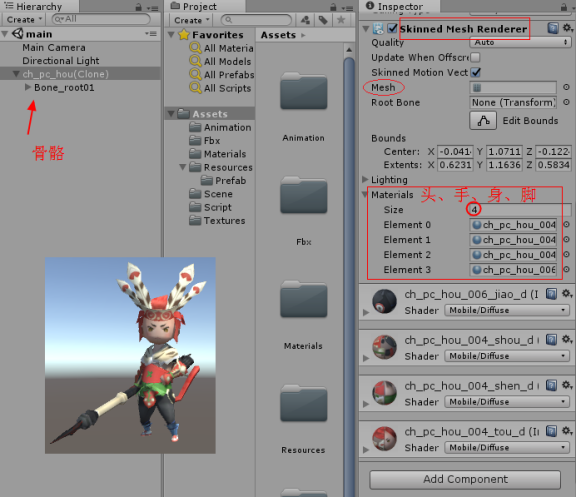 Hierarchy
Create
All
main
Main Camera
Directional Light
ch_pc_hou(Clone)
Bone_root01
骨骼
Project
Create
Favorites
All Materia
All Models
All Prefabs
All Scripts
Assets
Animation
Fbx
Materials
Resources
Prefab
Scene
Script
Textures
Assets
Animation
Fbx
Materials
Resources
Inspector
Skinned Mesh Renderer
Quality Auto
Update When Offscre
Skinned Motion Vect
Mesh
Root Bone None (Transform)
Edit Bounds
Bounds
Center: X -0.041 Y 1.0711 Z -0.122
Extents: X 0.6231 Y 1.1636 Z 0.5834
Lighting
Materials 头、手、身、脚
Size 4
Element 0 ch_pc_hou_004
Element 1 ch_pc_hou_004
Element 2 ch_pc_hou_004
Element 3 ch_pc_hou_006
ch_pc_hou_006_jiao_d (I
Shader Mobile/Diffuse
ch_pc_hou_004_shou_d (
Shader Mobile/Diffuse
ch_pc_hou_004_shen_d (
Shader Mobile/Diffuse
ch_pc_hou_004_tou_d (In
Shader Mobile/Diffuse
Add Component